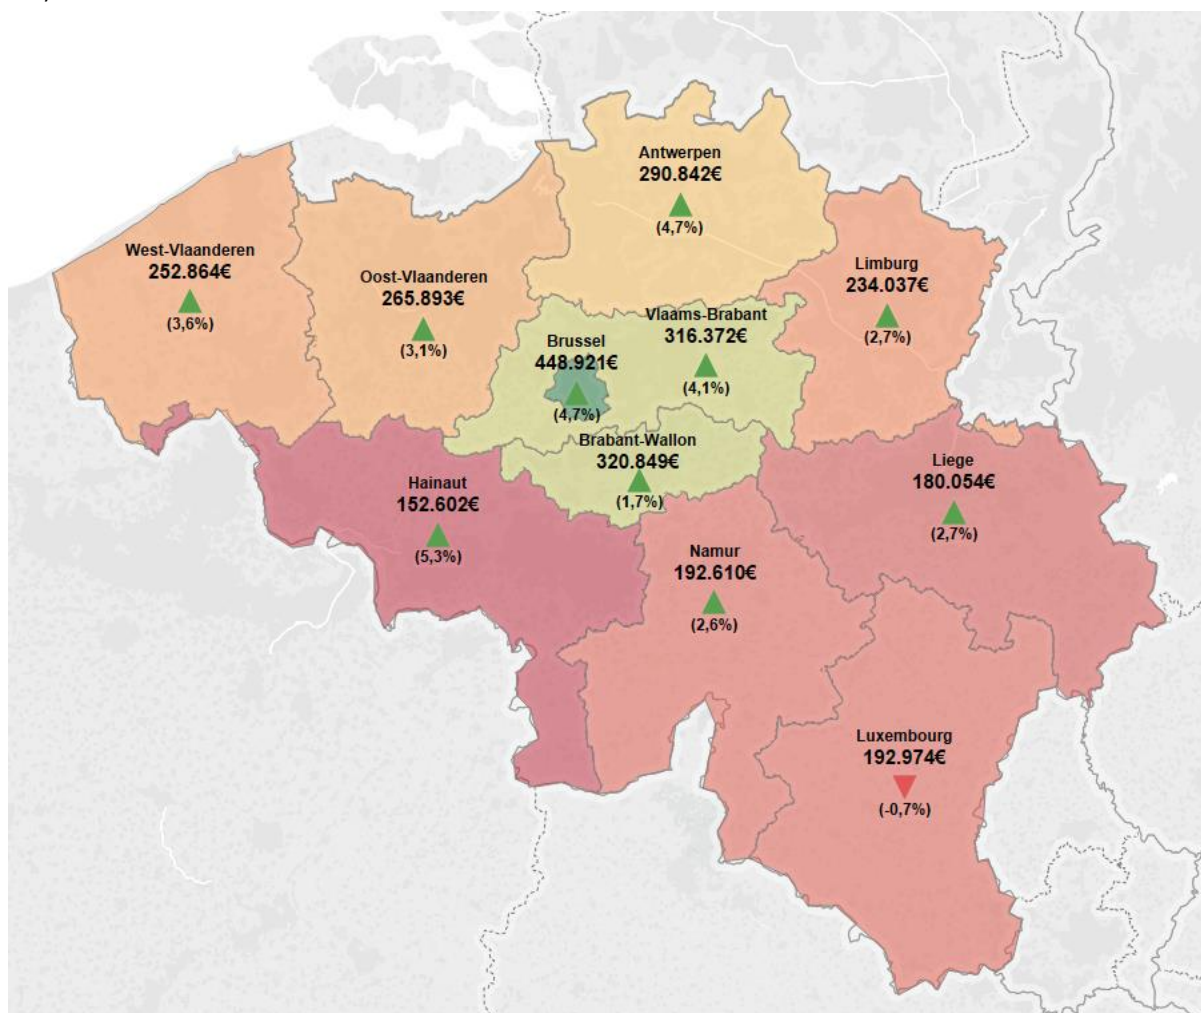 Antwerpen
290.842€
(4,7%)
West-Vlaanderen
252.864€
(3,6%)
Oost-Vlaanderen
265.893€
(3,1%)
Limburg
234.037€
(2,7%)
Vlaams-Brabant
316.372€
(4,1%)
Brussel
448.921€
(4,7%)
Brabant-Wallon
320.849€
(1,7%)
Hainaut
152.602€
(5,3%)
Liege
180.054€
(2,7%)
Namur
192.610€
(2,6%)
Luxembourg
192.974€
(-0,7%)